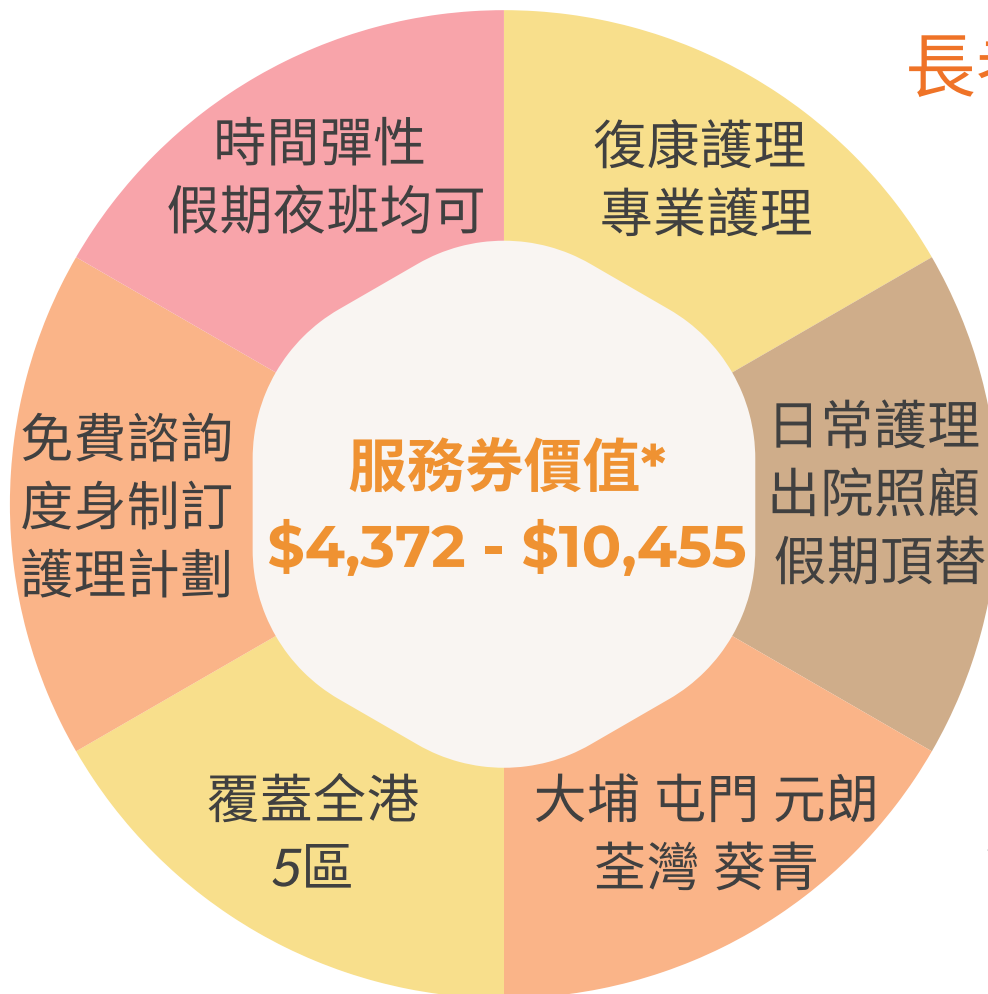 長
時間彈性
假期夜班均可
復康護理
專業護理
免費諮詢
度身制訂
護理計劃
服務券價值*
$4,372 - $10,455
日常護理
出院照顧
假期頂替
覆蓋全港
5區
大埔 屯門 元朗
荃灣 葵青